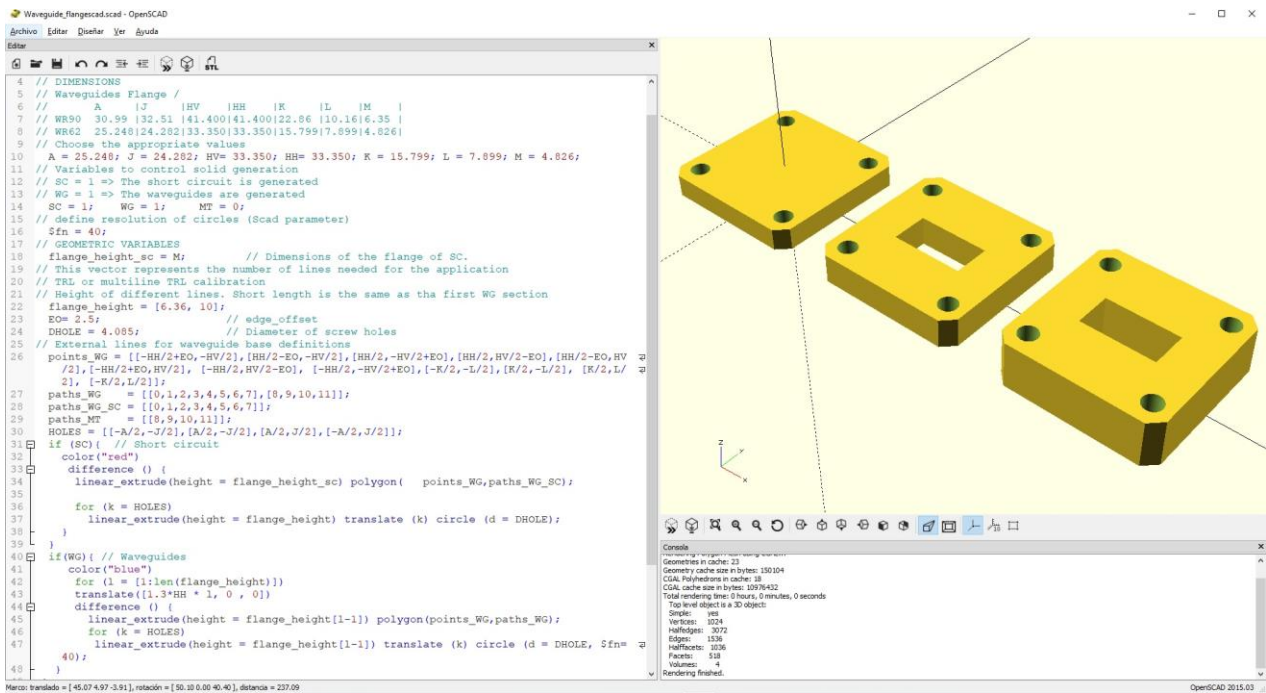 Waveguide_flangescad.scad - OpenSCAD
Archivo Editar Diseñar Ver Ayuda
Editar
STL
4 // DIMENSIONS
5 // Waveguides Flange /
6 // A |J |HV |HH |K |L |M |
7 // WR90 30.99 |32.51 |41.400|41.400|22.86 |10.16|6.35 |
8 // WR62 25.248|24.282|33.350|33.350|15.799|7.899|4.826|
9 // Choose the appropriate values
10 A = 25.248; J = 24.282; HV= 33.350; HH= 33.350; K = 15.799; L = 7.899; M = 4.826;
11 // Variables to control solid generation
12 // SC = 1 => The short circuit is generated
13 // WG = 1 => The waveguides are generated
14 SC = 1; WG = 1; MT = 0;
15 // define resolution of circles (Scad parameter)
16 $fn = 40;
17 // GEOMETRIC VARIABLES
18 flange_height_sc = M; // Dimensions of the flange of SC.
19 // This vector represents the number of lines needed for the application
20 // TRL or multiline TRL calibration
21 // Height of different lines. Short length is the same as tha first WG section
22 flange_height = [6.36, 10];
23 EO= 2.5; // edge_offset
24 DHOLE = 4.085; // Diameter of screw holes
25 // External lines for waveguide base definitions
26 points_WG = [[-HH/2+EO,-HV/2],[HH/2-EO,-HV/2],[HH/2,-HV/2+EO],[HH/2,HV/2-EO],[HH/2-EO,HV
/2],[-HH/2+EO,HV/2], [-HH/2,HV/2-EO], [-HH/2,-HV/2+EO],[-K/2,-L/2],[K/2,-L/2], [K/2,L/
2], [-K/2,L/2]];
27 paths_WG = [[0,1,2,3,4,5,6,7],[8,9,10,11]];
28 paths_WG_SC = [[0,1,2,3,4,5,6,7]];
29 paths_MT = [[8,9,10,11]];
30 HOLES = [[-A/2,-J/2],[A/2,-J/2],[A/2,J/2],[-A/2,J/2]];
31 if (SC){ // Short circuit
32 color("red")
33 difference () {
34 linear_extrude(height = flange_height_sc) polygon( points_WG,paths_WG_SC);
35
36 for (k = HOLES)
37 linear_extrude(height = flange_height) translate (k) circle (d = DHOLE);
38 }
39 }
40 if(WG){ // Waveguides
41 color("blue")
42 for (l = [1:len(flange_height)])
43 translate([1.3*HH * l, 0 , 0])
44 difference () {
45 linear_extrude(height = flange_height[l-1]) polygon(points_WG,paths_WG);
46 for (k = HOLES)
47 linear_extrude(height = flange_height[l-1]) translate (k) circle (d = DHOLE, $fn=
40);
48 }
z
y
x
10
Consola
Geometries in cache: 23
Geometry cache size in bytes: 150104
CGAL Polyhedrons in cache: 18
CGAL cache size in bytes: 10976432
Total rendering time: 0 hours, 0 minutes, 0 seconds
Top level object is a 3D object:
Simple: yes
Vertices: 1024
Halfedges: 3072
Edges: 1536
Halffacets: 1036
Facets: 518
Volumes: 4
Rendering finished.
Marco: translado = [ 45.07 4.97 -3.91 ], rotación = [ 50.10 0.00 40.40 ], distancia = 237.09
OpenSCAD 2015.03